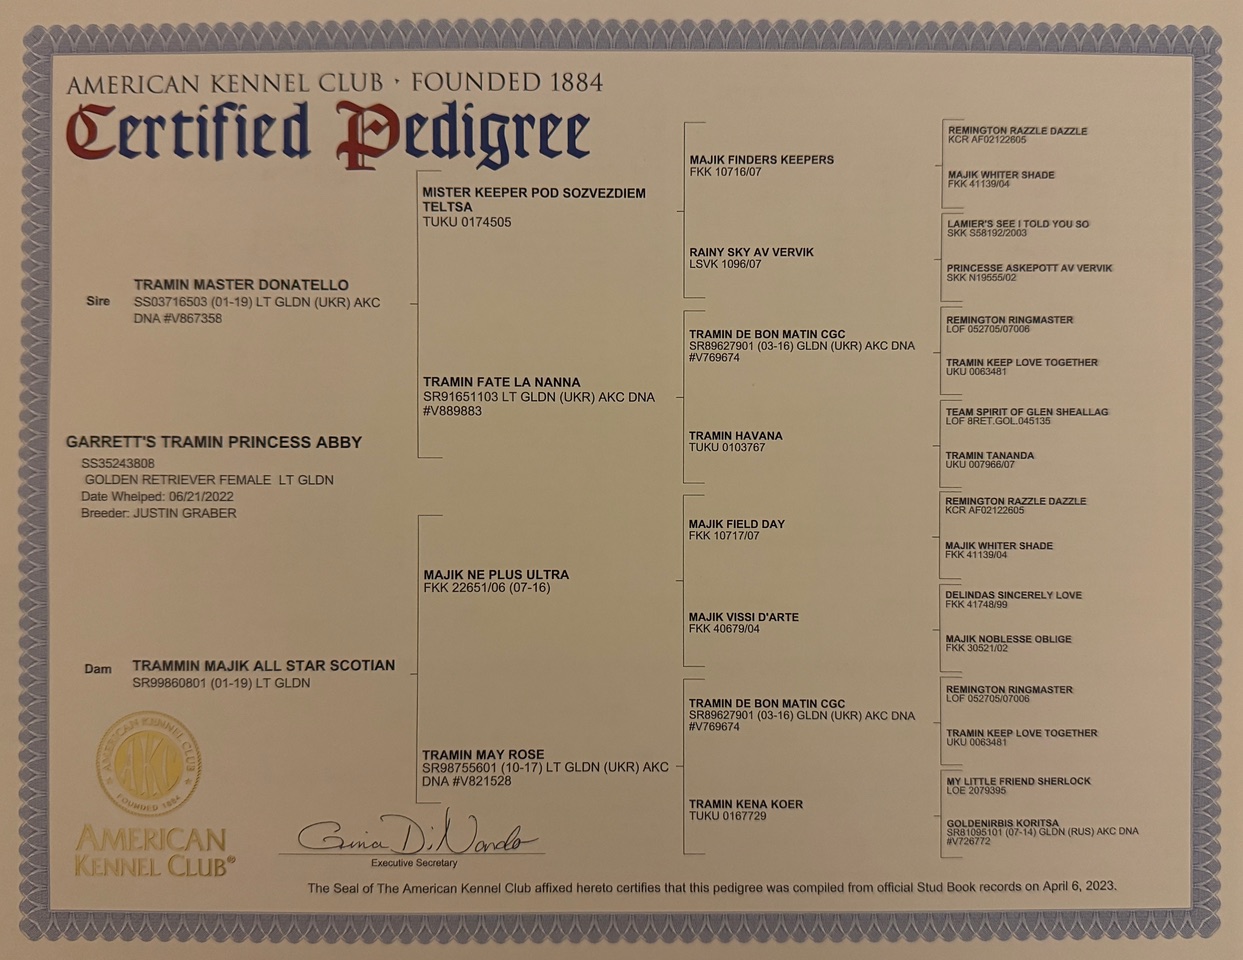 AMERICAN KENNEL CLUB · FOUNDED 1884
Certified Pedigree
Sire
TRAMIN MASTER DONATELLO
SS03716503 (01-19) LT GLDN (UKR) AKC
DNA #V867358
GARRETT'S TRAMIN PRINCESS ABBY
SS35243808
GOLDEN RETRIEVER FEMALE LT GLDN
Date Whelped: 06/21/2022
Breeder: JUSTIN GRABER
Dam
TRAMMIN MAJIK ALL STAR SCOTIAN
SR99860801 (01-19) LT GLDN
MISTER KEEPER POD SOZVEZDIEM
TELTSA
TUKU 0174505
TRAMIN FATE LA NANNA
SR91651103 LT GLDN (UKR) AKC DNA
#V889883
MAJIK NE PLUS ULTRA
FKK 22651/06 (07-16)
TRAMIN MAY ROSE
SR98755601 (10-17) LT GLDN (UKR) AKC
DNA #V821528
MAJIK FINDERS KEEPERS
FKK 10716/07
RAINY SKY AV VERVIK
LSVK 1096/07
TRAMIN DE BON MATIN CGC
SR89627901 (03-16) GLDN (UKR) AKC DNA
#V769674
TRAMIN HAVANA
TUKU 0103767
MAJIK FIELD DAY
FKK 10717/07
MAJIK VISSI D'ARTE
FKK 40679/04
TRAMIN DE BON MATIN CGC
SR89627901 (03-16) GLDN (UKR) AKC DNA
#V769674
TRAMIN KENA KOER
TUKU 0167729
REMINGTON RAZZLE DAZZLE
KCR AF02122605
MAJIK WHITER SHADE
FKK 41139/04
LAMIER'S SEE I TOLD YOU SO
SKK S58192/2003
PRINCESSE ASKEPOTT AV VERVIK
SKK N19555/02
REMINGTON RINGMASTER
LOF 052705/07006
TRAMIN KEEP LOVE TOGETHER
UKU 0063481
TEAM SPIRIT OF GLEN SHEALLAG
LOF 8RET.GOL.045135
TRAMIN TANANDA
UKU 007966/07
REMINGTON RAZZLE DAZZLE
KCR AF02122605
MAJIK WHITER SHADE
FKK 41139/04
DELINDAS SINCERELY LOVE
FKK 41748/99
MAJIK NOBLESSE OBLIGE
FKK 30521/02
REMINGTON RINGMASTER
LOF 052705/07006
TRAMIN KEEP LOVE TOGETHER
UKU 0063481
MY LITTLE FRIEND SHERLOCK
LOE 2079395
GOLDENIRBIS KORITSA
SR81095101 (07-14) GLDN (RUS) AKC DNA
#V726772
AMERICAN KENNEL CLUB
AKC
FOUNDED 1884
AMERICAN
KENNEL CLUB®
Gina DiNardo
Executive Secretary
The Seal of The American Kennel Club affixed hereto certifies that this pedigree was compiled from official Stud Book records on April 6, 2023.